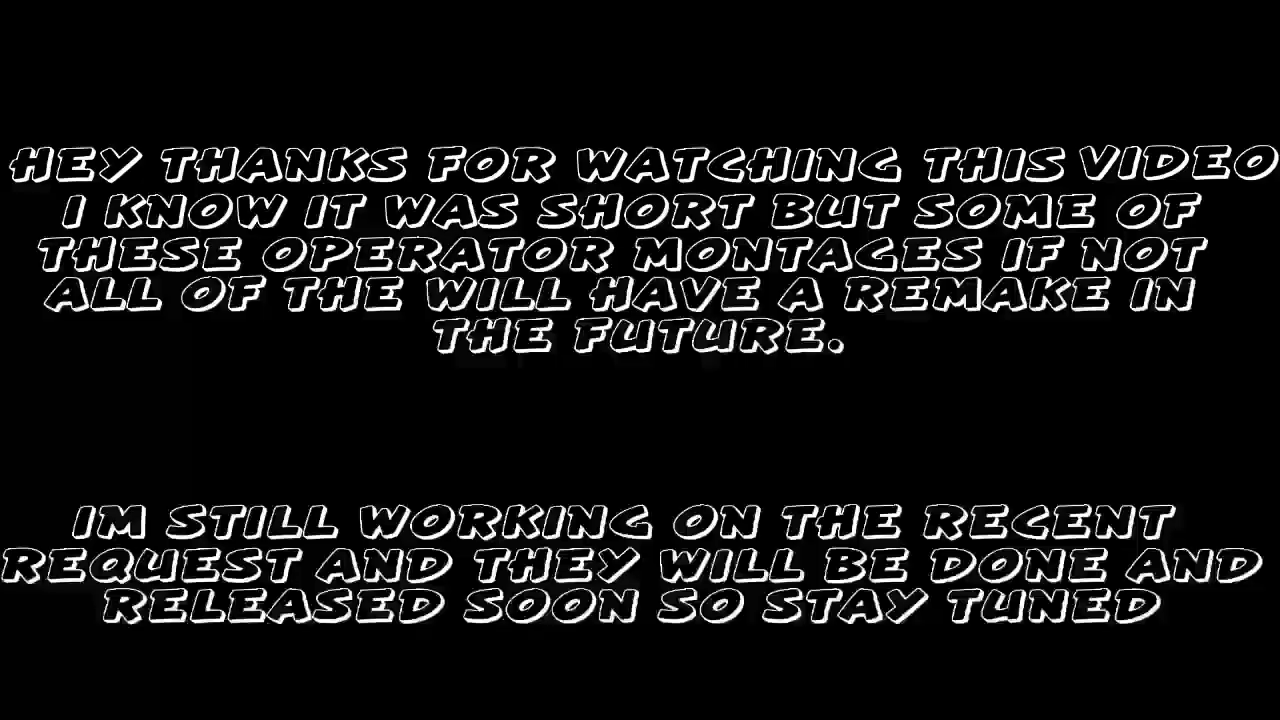 HEY THANKS FOR WATCHING THIS VIDEO
I KNOW IT WAS SHORT BUT SOME OF
THESE OPERATOR MONTAGES IF NOT
ALL OF THE WILL HAVE A REMAKE IN
THE FUTURE.
IM STILL WORKING ON THE RECENT
REQUEST AND THEY WILL BE DONE AND
RELEASED SOON SO STAY TUNED